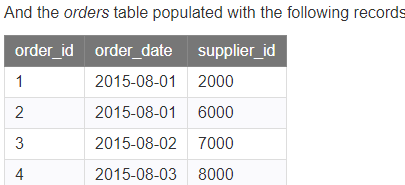 And the orders table populated with the following records
order_id order_date supplier_id
1 2015-08-01 2000
2 2015-08-01 6000
3 2015-08-02 7000
4 2015-08-03 8000